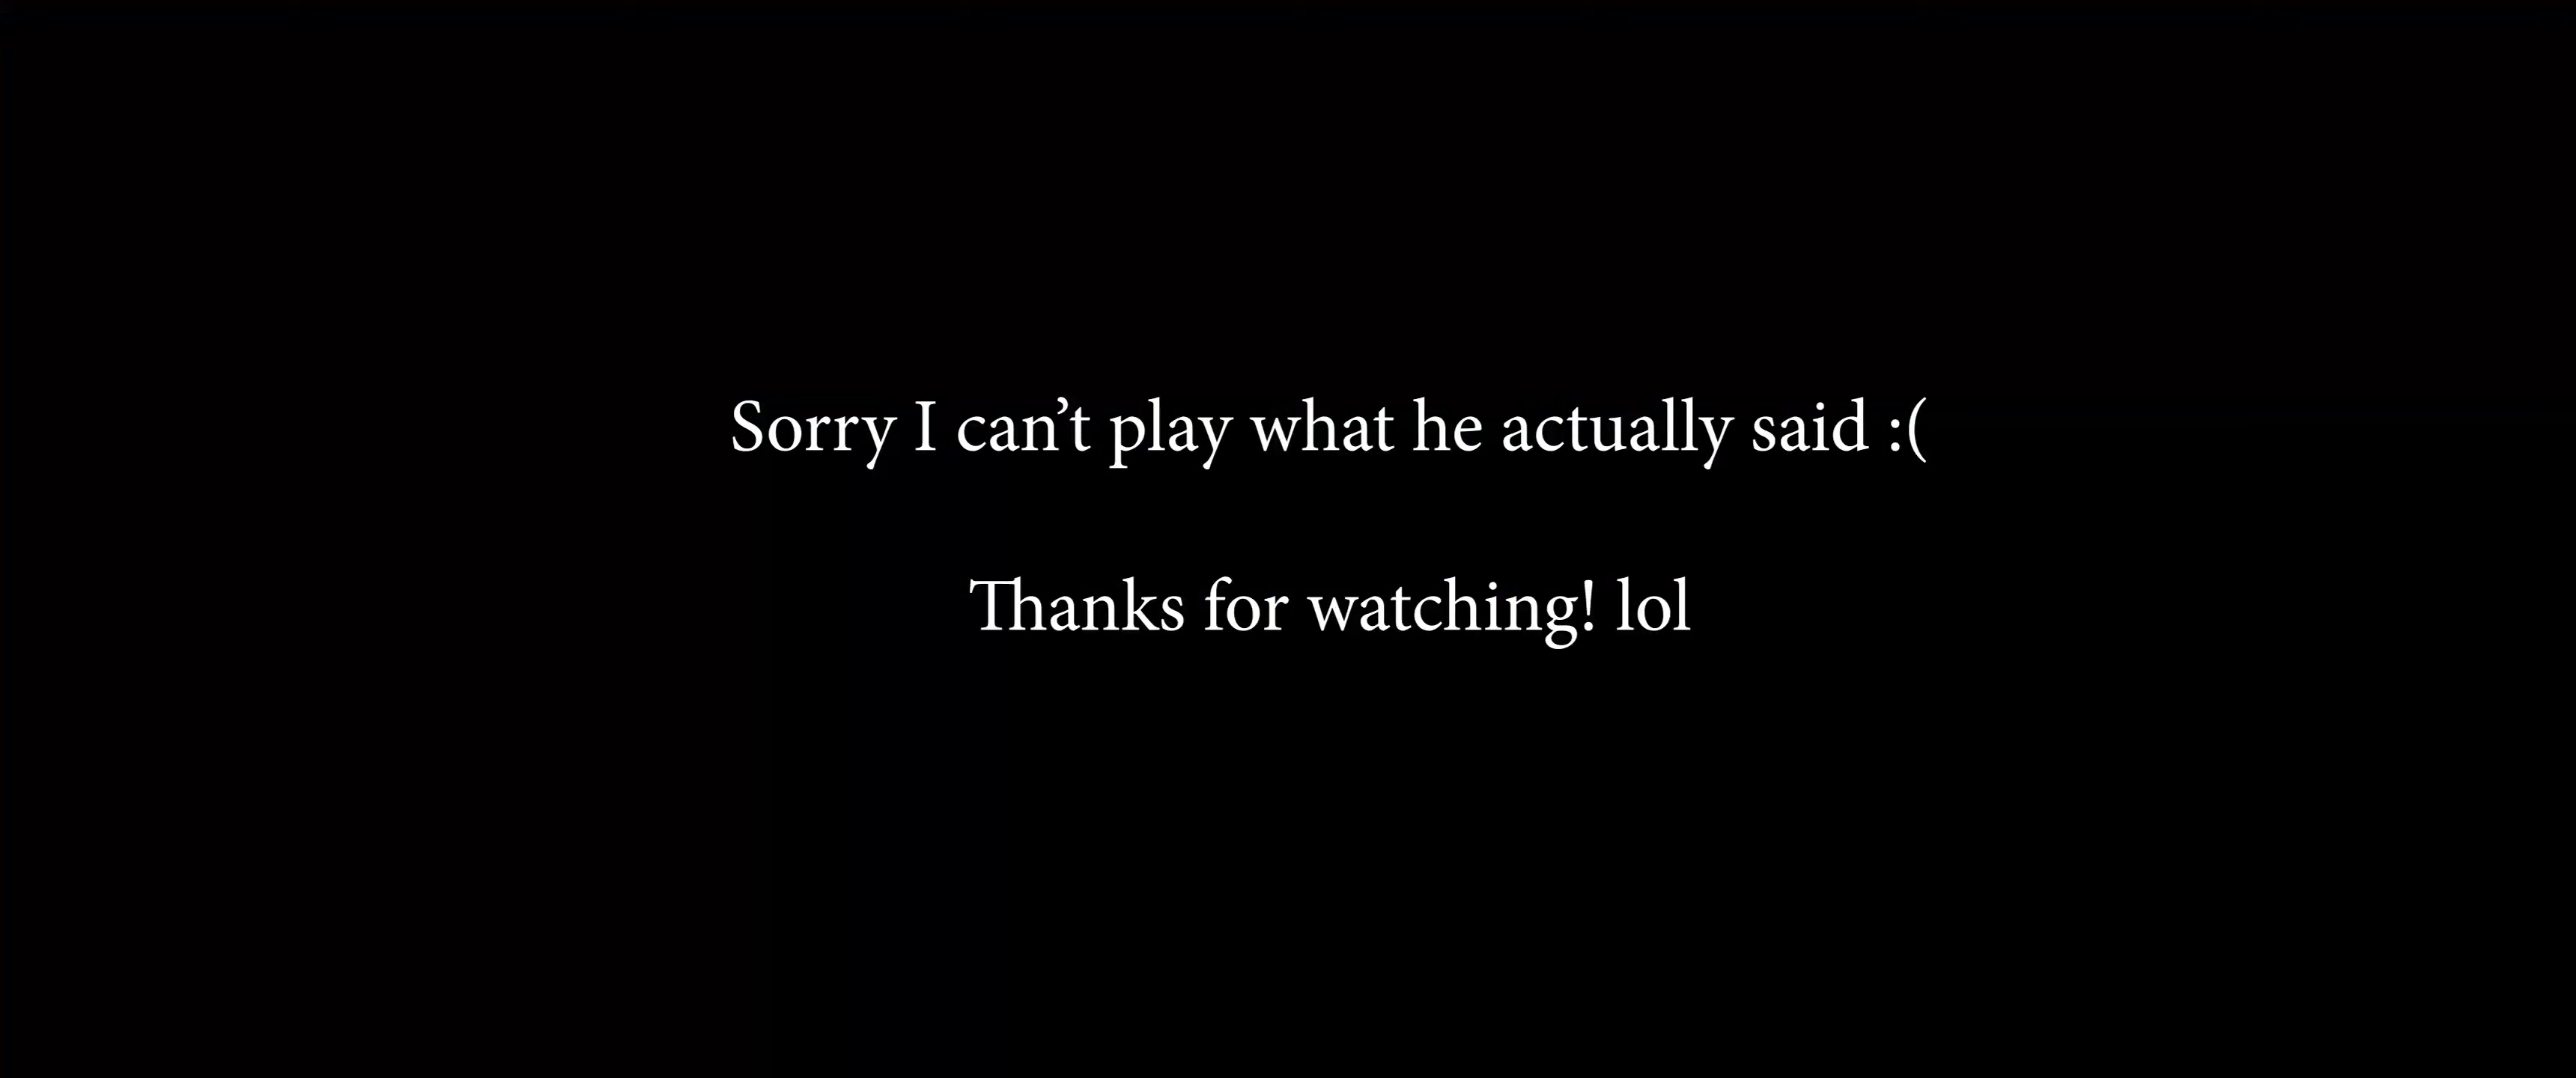 Sorry I can’t play what he actually said :(
Thanks for watching! lol